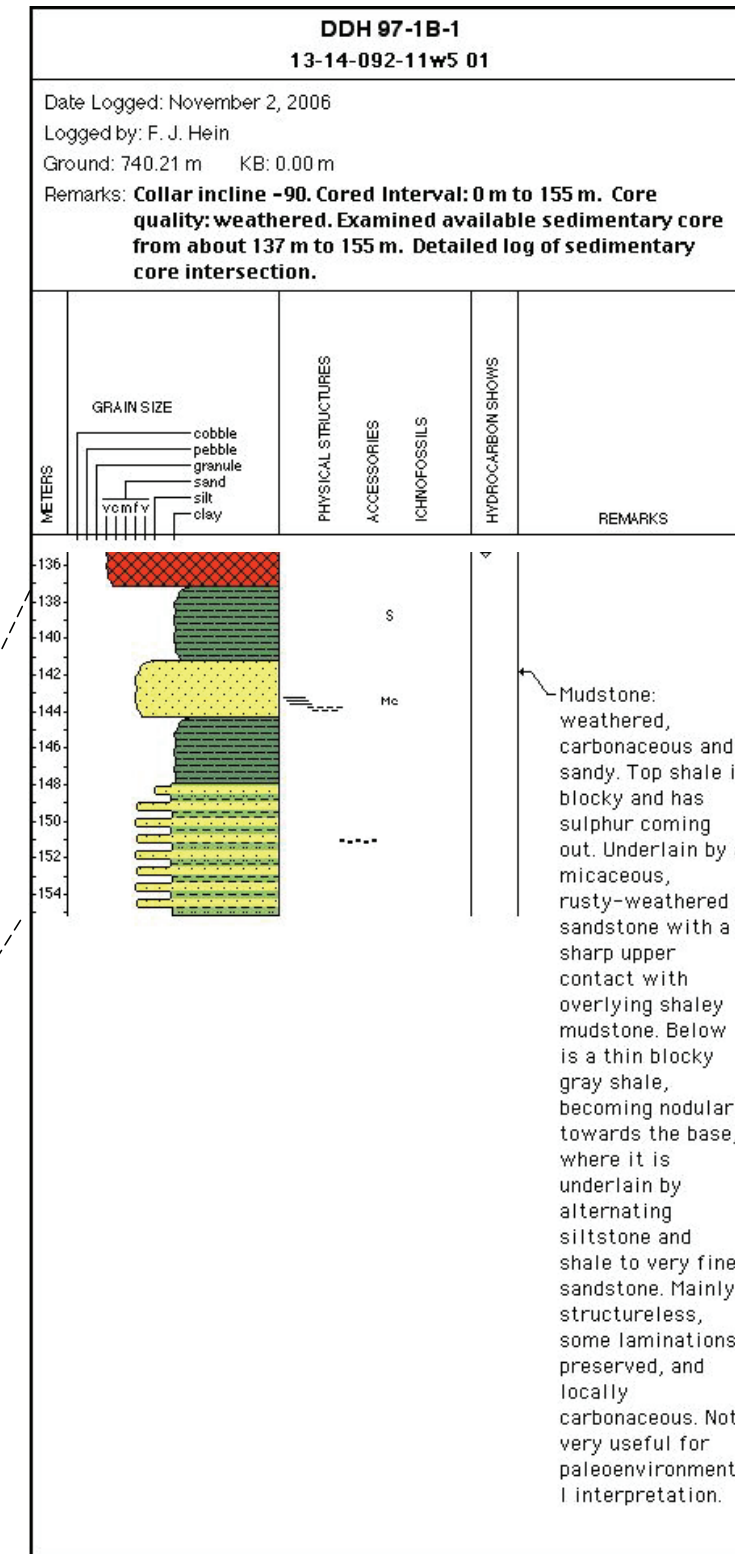 DDH 97-1B-1
13-14-092-11w5 01
Date Logged: November 2, 2006
Logged by: F. J. Hein
Ground: 740.21 m KB: 0.00 m
Remarks: Collar incline -90. Cored Interval: 0 m to 155 m. Core
quality: weathered. Examined available sedimentary core
from about 137 m to 155 m. Detailed log of sedimentary
core intersection.
METERS
GRAIN SIZE
cobble
pebble
granule
sand
silt
clay
vcmfv
PHYSICAL STRUCTURES
ACCESSORIES
ICHNOFOSSILS
HYDROCARBON SHOWS
REMARKS
136
138
140
142
144
146
148
150
152
154
S
Mc
Mudstone:
weathered,
carbonaceous and
sandy. Top shale i
blocky and has
sulphur coming
out. Underlain by
micaceous,
rusty-weathered
sandstone with a
sharp upper
contact with
overlying shaley
mudstone. Below
is a thin blocky
gray shale,
becoming nodular
towards the base,
where it is
underlain by
alternating
siltstone and
shale to very fine
sandstone. Mainly
structureless,
some laminations
preserved, and
locally
carbonaceous. Not
very useful for
paleoenvironment
l interpretation.